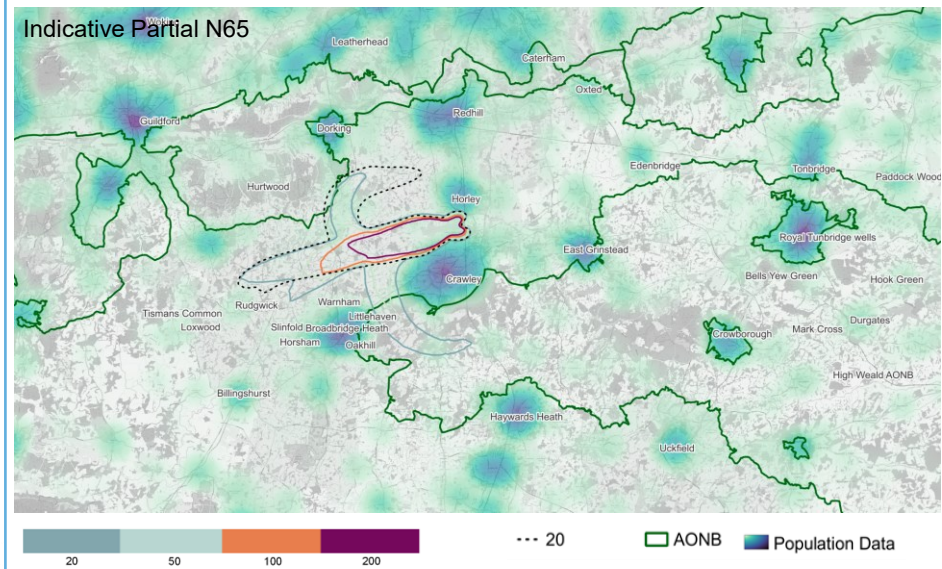 Indicative Partial N65
Woking
Leatherhead
Caterham
Oxted
Guildford
Dorking
Redhill
Edenbridge
Tonbridge
Paddock Wood
Hurtwood
Horley
Royal Tunbridge wells
East Grinstead
Bells Yew Green
Hook Green
Crawley
Rudgwick
Warnham
Tismans Common
Loxwood
Littlehaven
Slinfold
Broadbridge Heath
Horsham
Oakhill
Durgates
Mark Cross
Crowborough
High Weald AONB
Billingshurst
Haywards Heath
Uckfield
20
50
100
200
20
AONB
Population Data